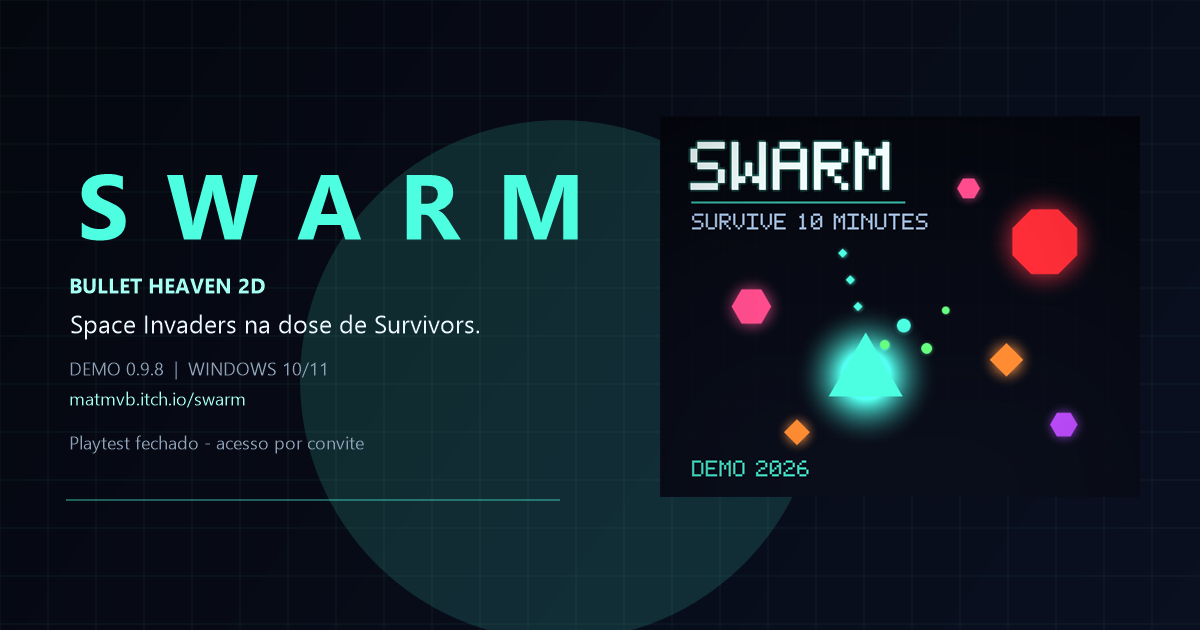 S W A R M
BULLET HEAVEN 2D
Space Invaders na dose de Survivors.
DEMO 0.9.8 | WINDOWS 10/11
matmvb.itch.io/swarm
Playtest fechado - acesso por convite
SWARM
SURVIVE 10 MINUTES
DEMO 2026